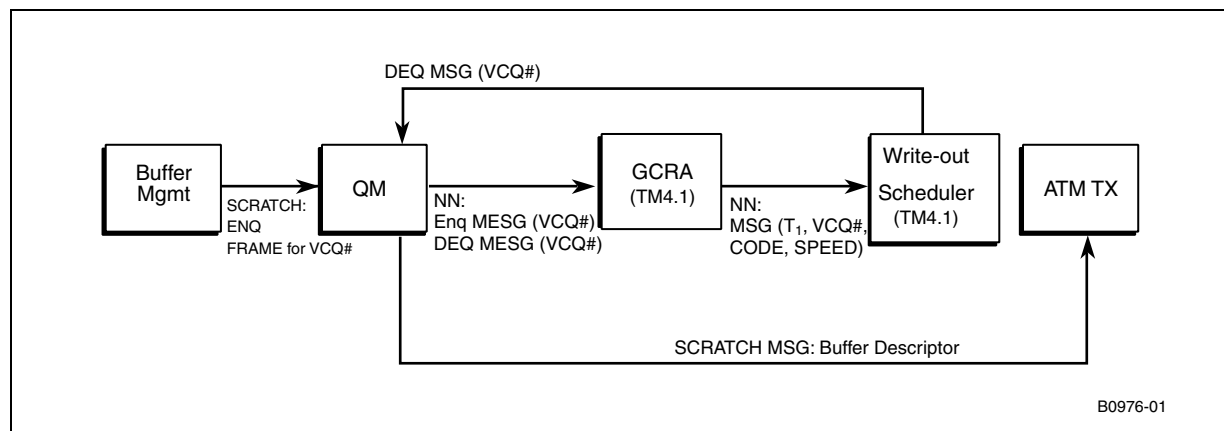 DEQ MSG (VCQ#)
Buffer
Mgmt
SCRATCH:
ENQ
FRAME for VCQ#
QM
NN:
Enq MESG (VCQ#)
DEQ MESG (VCQ#)
GCRA
(TM4.1)
NN:
MSG (T₁, VCQ#,
CODE, SPEED)
Write-out
Scheduler
(TM4.1)
ATM TX
SCRATCH MSG: Buffer Descriptor
B0976-01